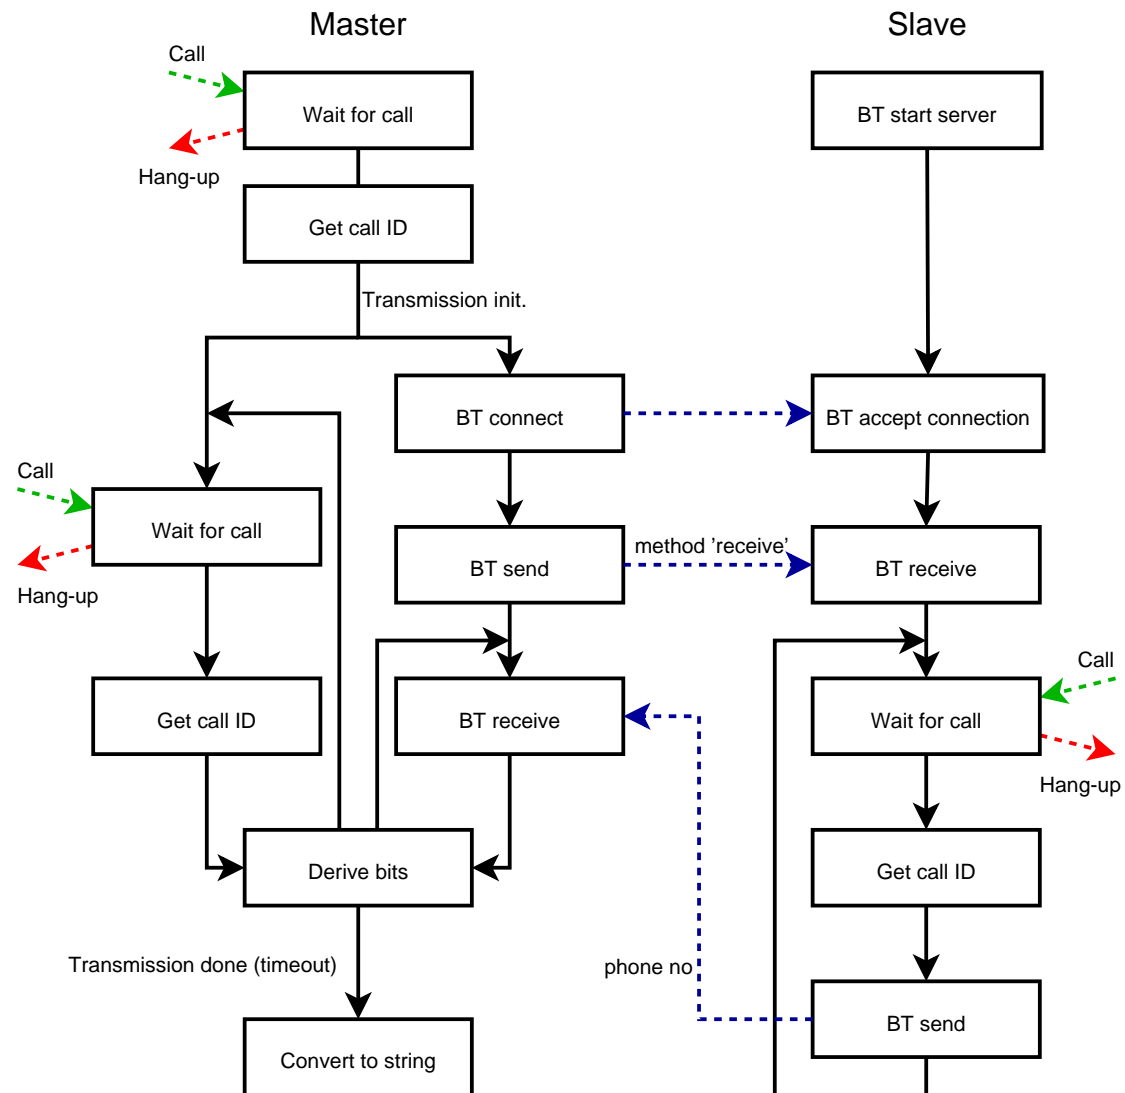 Master
Slave
Call
Wait for call
BT start server
Hang-up
Get call ID
Transmission init.
BT connect
BT accept connection
Call
Wait for call
Hang-up
BT send
method 'receive'
BT receive
Get call ID
BT receive
Wait for call
Call
Hang-up
Derive bits
Get call ID
Transmission done (timeout)
phone no
BT send
Convert to string